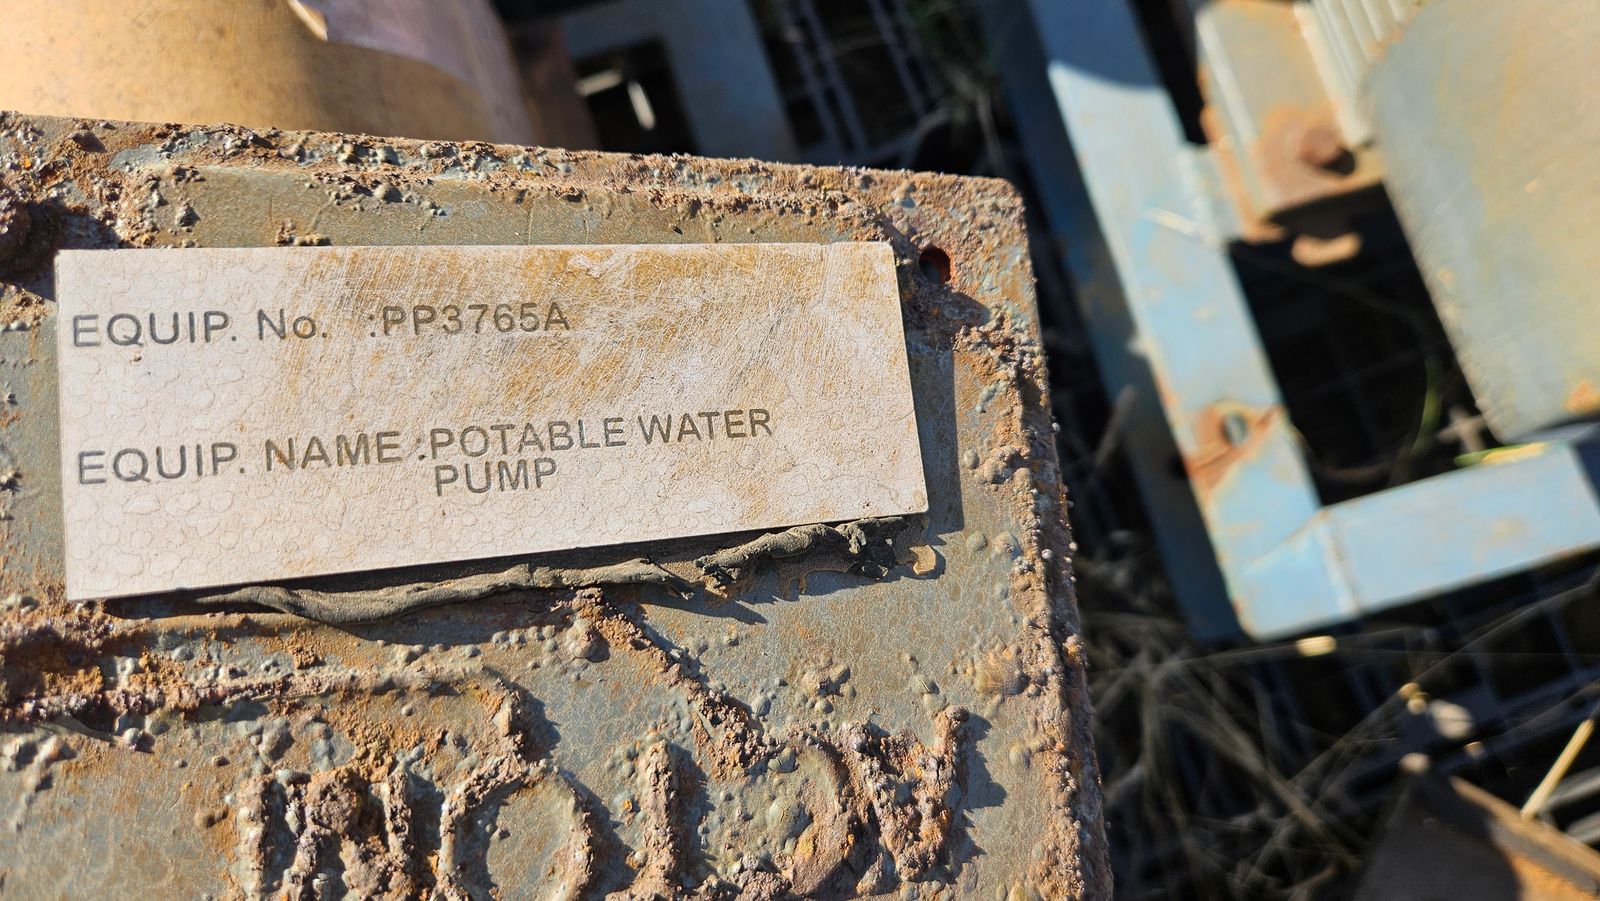 EQUIP. No. :PP3765A
EQUIP. NAME :POTABLE WATER
PUMP